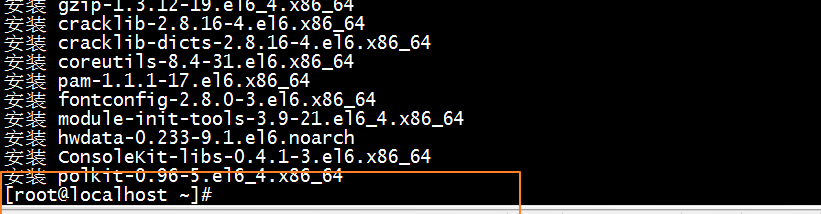 安装 gzip-1.3.12-19.el6_4.x86_64
安装 cracklib-2.8.16-4.el6.x86_64
安装 cracklib-dicts-2.8.16-4.el6.x86_64
安装 coreutils-8.4-31.el6.x86_64
安装 pam-1.1.1-17.el6.x86_64
安装 fontconfig-2.8.0-3.el6.x86_64
安装 module-init-tools-3.9-21.el6_4.x86_64
安装 hwdata-0.233-9.1.el6.noarch
安装 ConsoleKit-libs-0.4.1-3.el6.x86_64
安装 polkit-0.96-5.el6_4.x86_64
[root@localhost ~]#